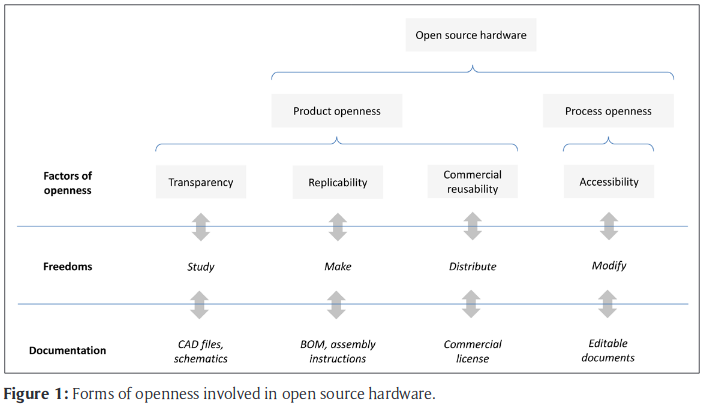 Open source hardware
Product openness
Process openness
Factors of
openness
Transparency
Replicability
Commercial
reusability
Accessibility
Freedoms
Study
Make
Distribute
Modify
Documentation
CAD files,
schematics
BOM, assembly
instructions
Commercial
license
Editable
documents
Figure 1: Forms of openness involved in open source hardware.